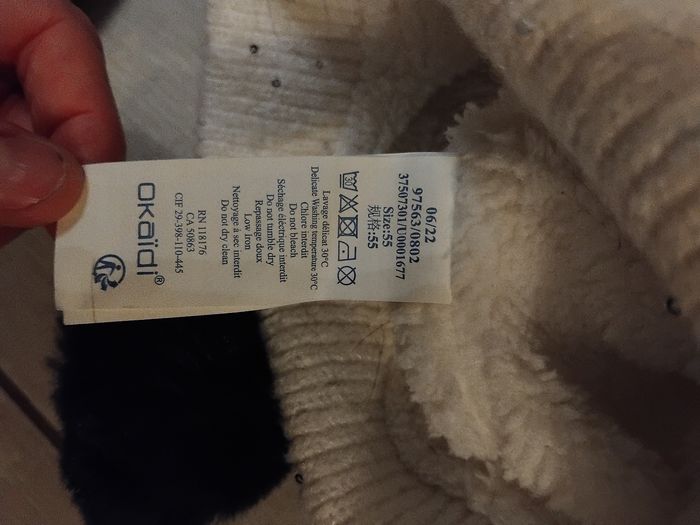 06/22
97563/0802
37507301/U0001677
Size:55
规格:55
30
Lavage délicat 30°C
Delicate Washing temperature 30°C
Chlore interdit
Do not bleach
Séchage électrique interdit
Do not tumble dry
Repassage doux
Low Iron
Nettoyage à sec interdit
Do not dry clean
RN 118176
CA 50863
CIF 29-398-110-445
OKAÏDI®